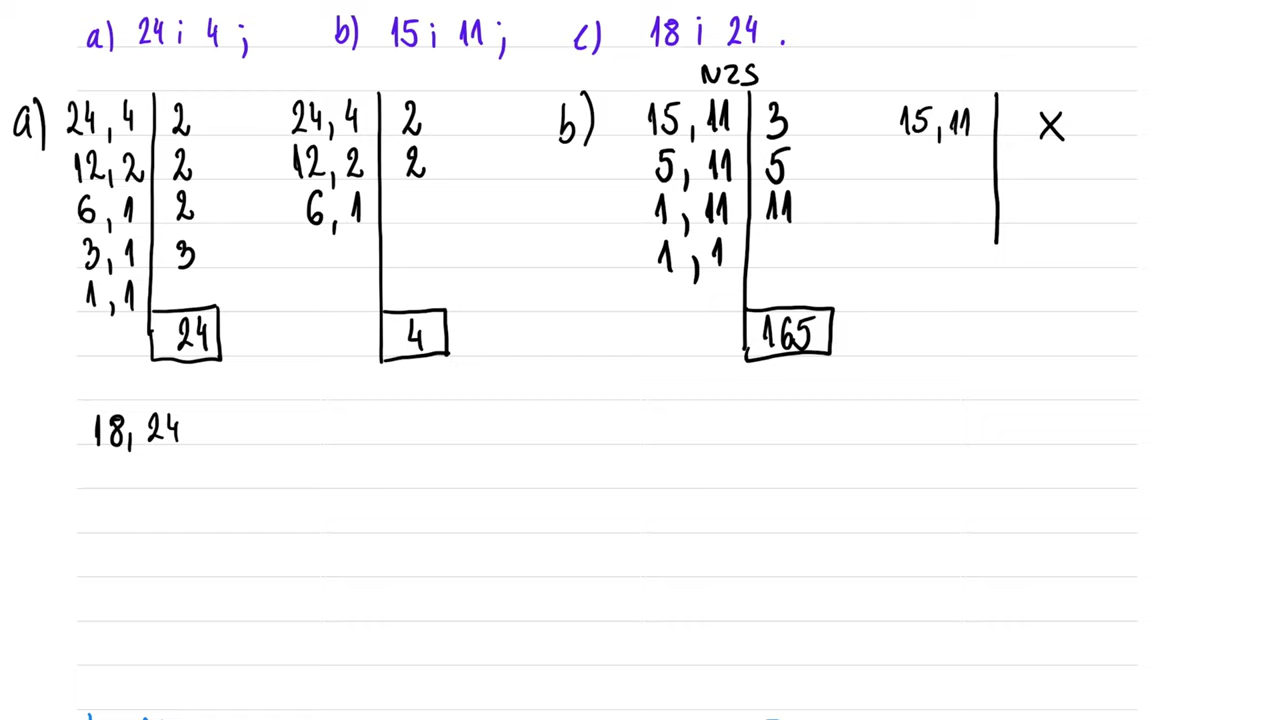 a) 24 i 4 ; b) 15 i 11 ; c) 18 i 24 .
NZS
a) 24, 4 | 2 24, 4 | 2 b) 15, 11 | 3 15, 11 | X
12, 2 | 2 12, 2 | 2 5, 11 | 5
6, 1 | 2 6, 1 | 1, 11 | 11
3, 1 | 3 1, 1 |
1, 1 |
24 4 165
18, 24